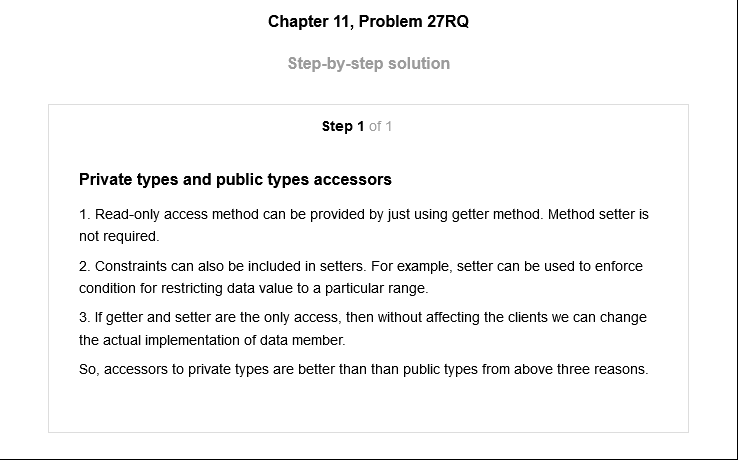 Chapter 11, Problem 27RQ
Step-by-step solution
Step 1 of 1
Private types and public types accessors
1. Read-only access method can be provided by just using getter method. Method setter is
not required.
2. Constraints can also be included in setters. For example, setter can be used to enforce
condition for restricting data value to a particular range.
3. If getter and setter are the only access, then without affecting the clients we can change
the actual implementation of data member.
So, accessors to private types are better than than public types from above three reasons.